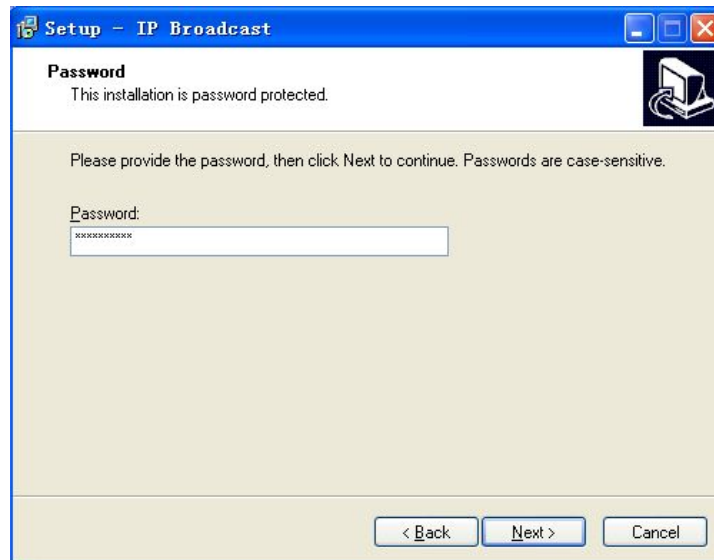 Setup - IP Broadcast
Password
This installation is password protected.
Please provide the password, then click Next to continue. Passwords are case-sensitive.
Password:
**********
< Back
Next >
Cancel